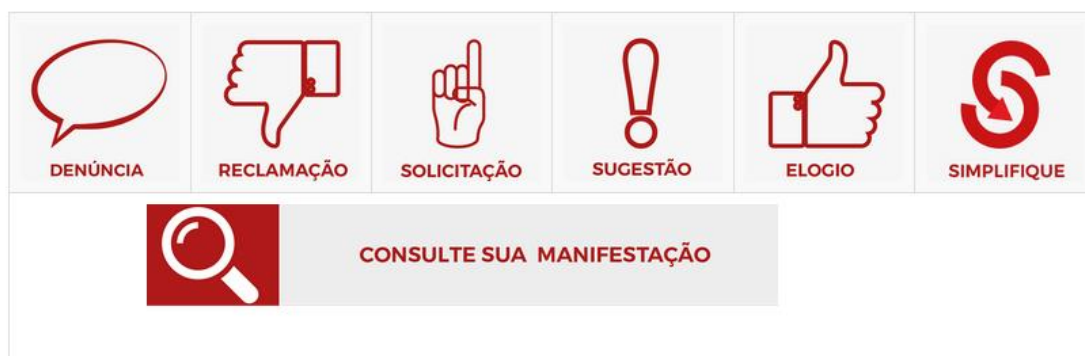 DENÚNCIA
RECLAMAÇÃO
SOLICITAÇÃO
SUGESTÃO
ELOGIO
SIMPLIFIQUE
CONSULTE SUA MANIFESTAÇÃO